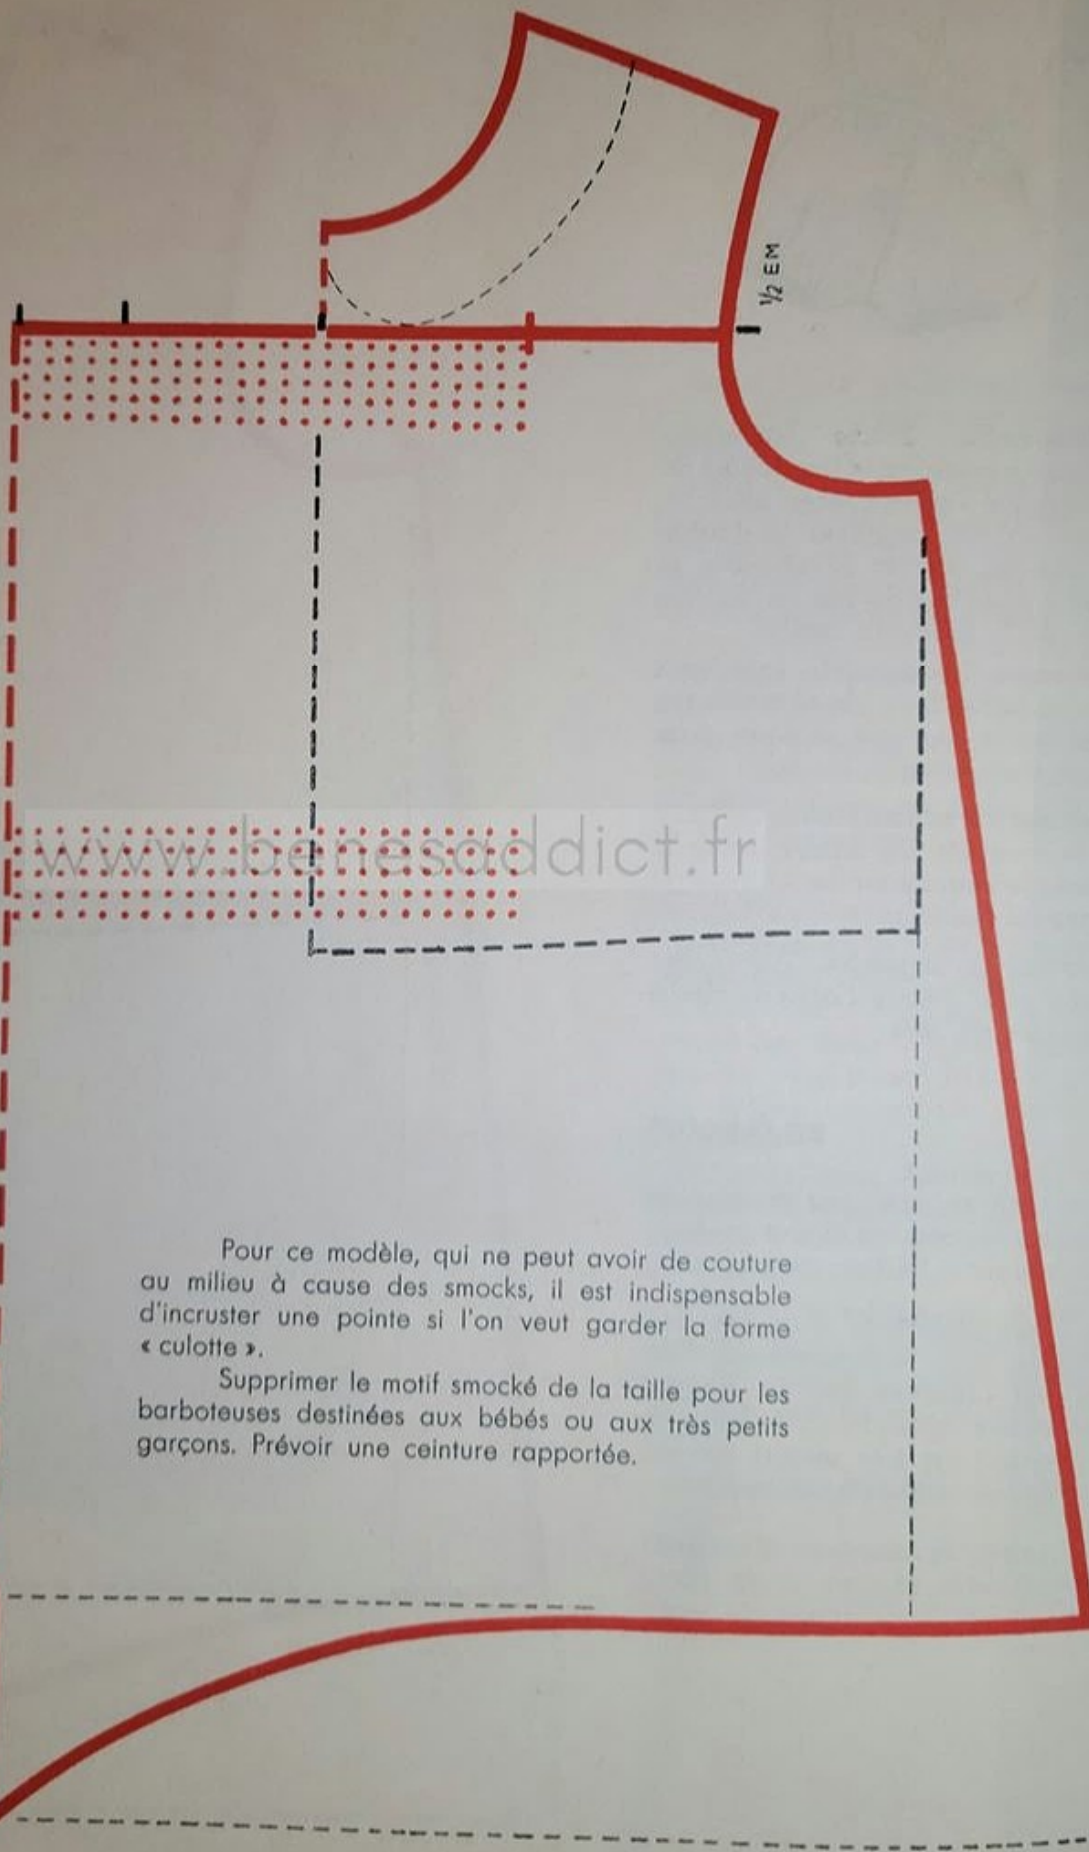 ½ EM
www.benesaddict.fr
Pour ce modèle, qui ne peut avoir de couture
au milieu à cause des smocks, il est indispensable
d'incruster une pointe si l'on veut garder la forme
« culotte ».
Supprimer le motif smocké de la taille pour les
barboteuses destinées aux bébés ou aux très petits
garçons. Prévoir une ceinture rapportée.